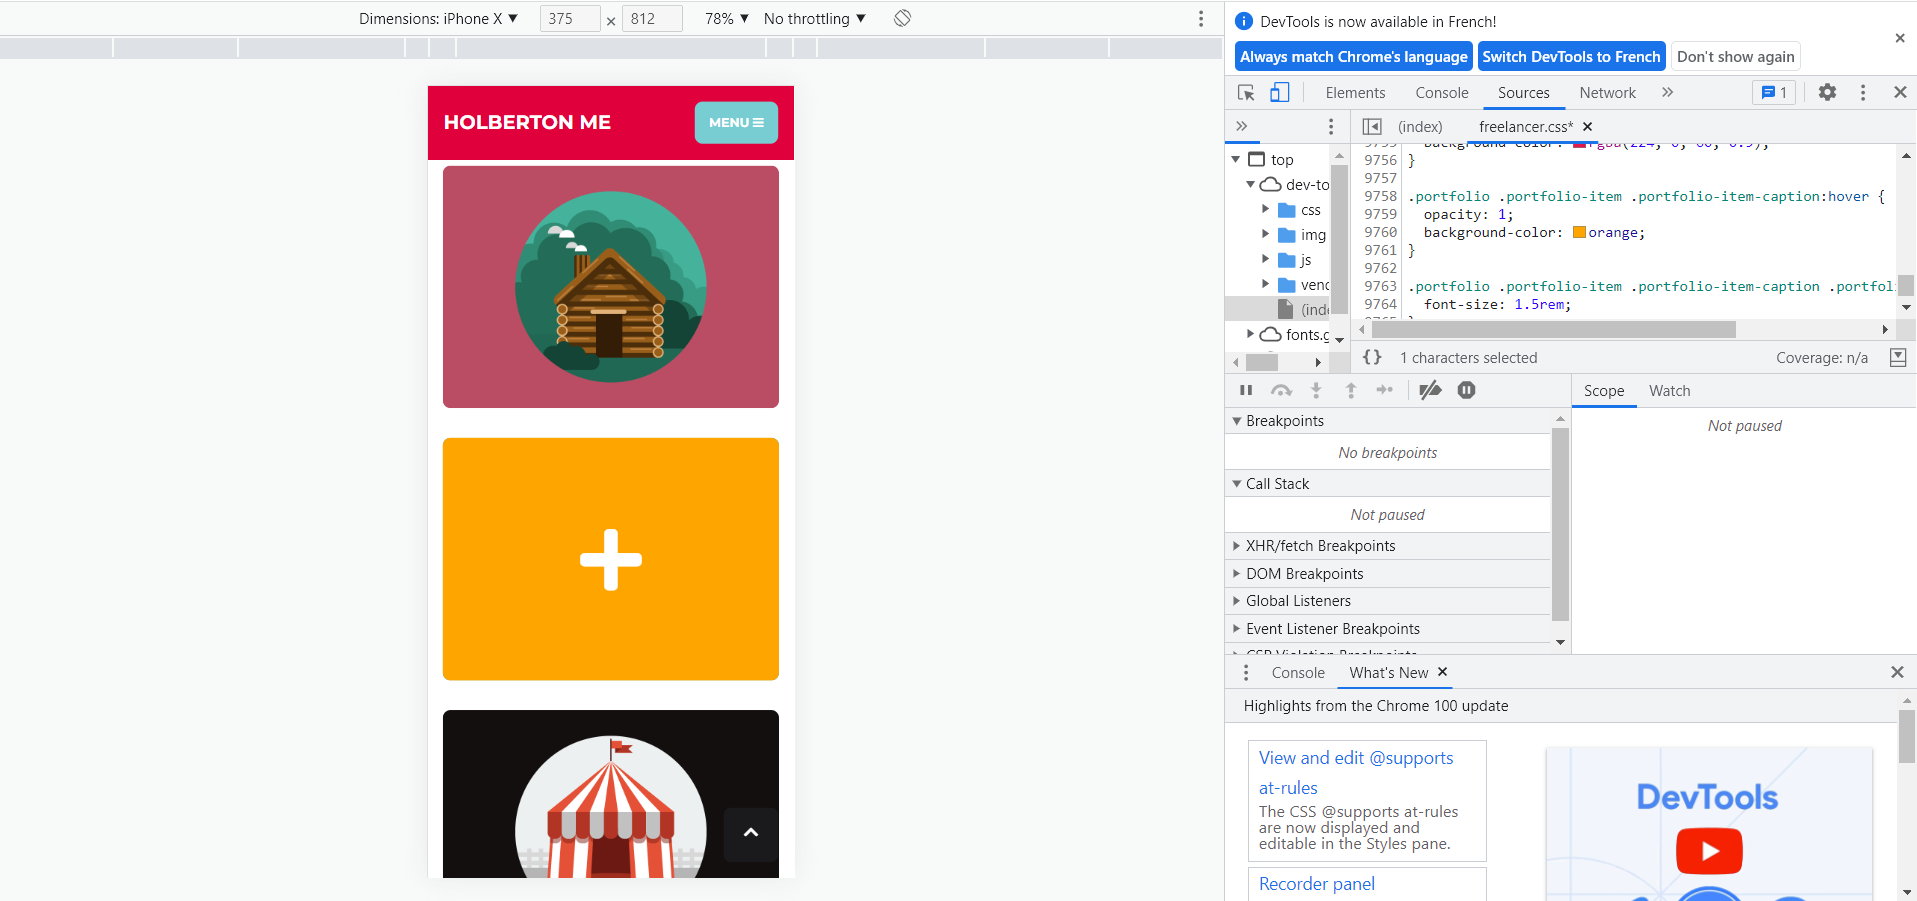 Dimensions: iPhone X ▼ 375 × 812 78% ▼ No throttling ▼
HOLBERTON ME
MENU
DevTools is now available in French!
Always match Chrome's language Switch DevTools to French Don't show again
Elements Console Sources Network » 1
» (index) freelancer.css*
top
dev-to
css
img
js
venc
(inde
fonts.g
9756 }
9757
9758 .portfolio .portfolio-item .portfolio-item-caption:hover {
9759 opacity: 1;
9760 background-color: orange;
9761 }
9762
9763 .portfolio .portfolio-item .portfolio-item-caption .portfol
9764 font-size: 1.5rem;
{} 1 characters selected Coverage: n/a
Breakpoints
No breakpoints
Call Stack
Not paused
XHR/fetch Breakpoints
DOM Breakpoints
Global Listeners
Event Listener Breakpoints
CSP Violation Breakpoints
Scope Watch
Not paused
Console What's New
Highlights from the Chrome 100 update
View and edit @supports
at-rules
The CSS @supports at-rules
are now displayed and
editable in the Styles pane.
Recorder panel
DevTools